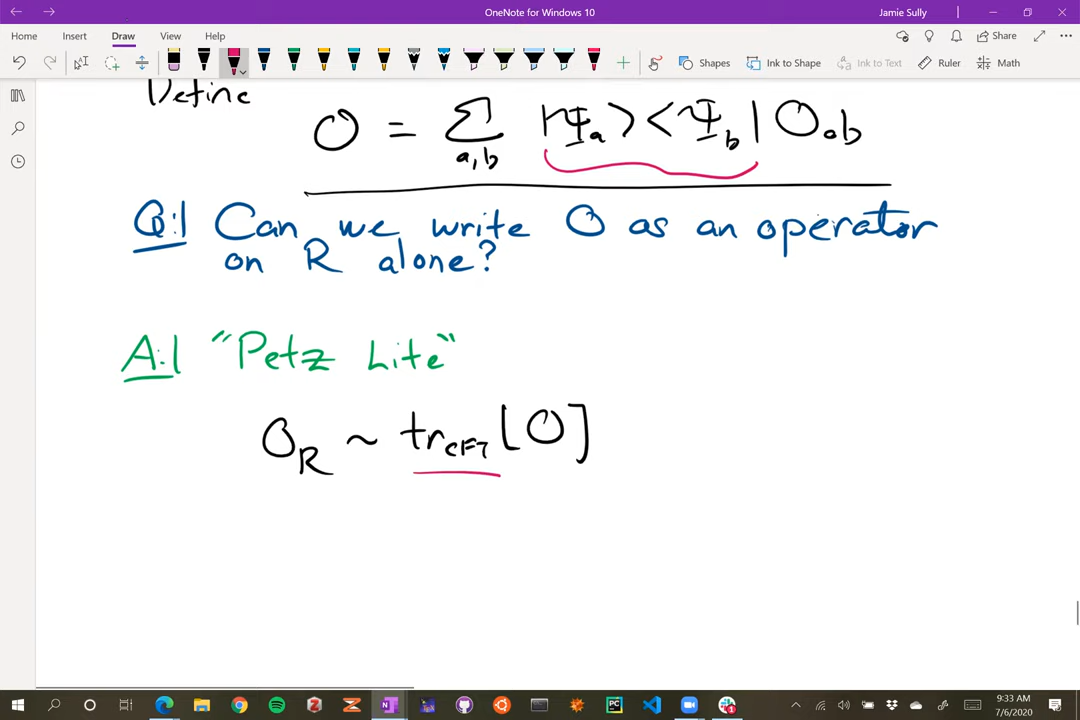 OneNote for Windows 10
Jamie Sully
Home Insert Draw View Help
Share
Shapes
Ink to Shape
Ink to Text
Ruler
Math
Define
O = Σ |Ψa><Ψb| Oab
a,b
Q:1 Can we write O as an operator
on R alone?
A:1 "Petz Lite"
OR ~ trCFT[O]
9:33 AM
7/6/2020